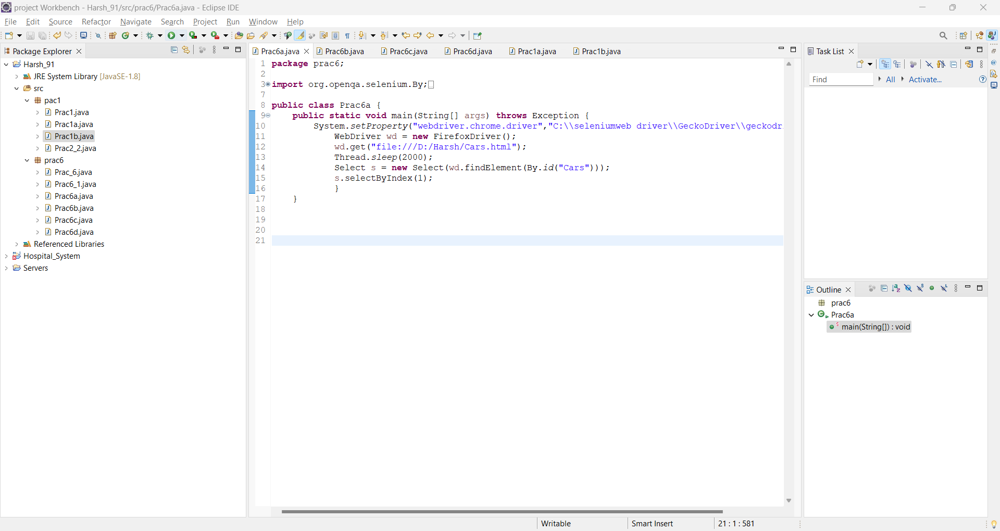 project Workbench - Harsh_91/src/prac6/Prac6a.java - Eclipse IDE
File Edit Source Refactor Navigate Search Project Run Window Help
Package Explorer
Harsh_91
JRE System Library [JavaSE-1.8]
src
pac1
Prac1.java
Prac1a.java
Prac1b.java
Prac2_2.java
prac6
Prac_6.java
Prac6_1.java
Prac6a.java
Prac6b.java
Prac6c.java
Prac6d.java
Referenced Libraries
Hospital_System
Servers
Prac6a.java Prac6b.java Prac6c.java Prac6d.java Prac1a.java Prac1b.java
1 package prac6;
2
3 import org.openqa.selenium.By;
7
8 public class Prac6a {
9 public static void main(String[] args) throws Exception {
10 System.setProperty("webdriver.chrome.driver","C:\\seleniumweb driver\\GeckoDriver\\geckodr
11 WebDriver wd = new FirefoxDriver();
12 wd.get("file:///D:/Harsh/Cars.html");
13 Thread.sleep(2000);
14 Select s = new Select(wd.findElement(By.id("Cars")));
15 s.selectByIndex(1);
16 }
17 }
18
19
20
21
Task List
Find All Activate...
Outline
prac6
Prac6a
main(String[]) : void
Writable Smart Insert 21 : 1 : 581